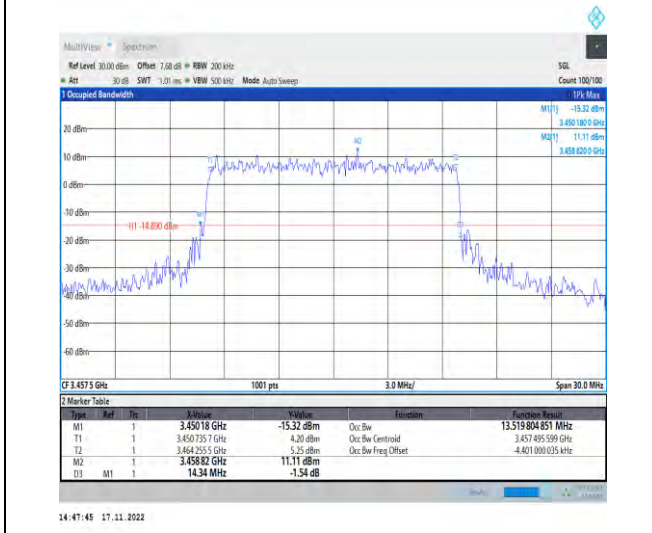 MultiView Spectrum
Ref Level 30.00 dBm Offset 7.68 dB RBW 200 kHz SGL
Att 30 dB SWT 1.01 ms VBW 500 kHz Mode Auto Sweep Count 100/100
1 Occupied Bandwidth 1Pk Max
M1[1] -15.32 dBm
3.450 180 0 GHz
M2[1] 11.11 dBm
3.458 820 0 GHz
20 dBm
M2
10 dBm
0 dBm
-10 dBm
H1 -14.890 dBm
-20 dBm
-30 dBm
-40 dBm
-50 dBm
-60 dBm
CF 3.457 5 GHz 1001 pts 3.0 MHz/ Span 30.0 MHz
2 Marker Table
Type Ref Trc X-Value Y-Value Function Function Result
M1 1 3.45018 GHz -15.32 dBm Occ Bw 13.519 804 851 MHz
T1 1 3.450 735 7 GHz 4.20 dBm Occ Bw Centroid 3.457 495 599 GHz
T2 1 3.464 255 5 GHz 5.25 dBm Occ Bw Freq Offset -4.401 000 035 kHz
M2 1 3.458 82 GHz 11.11 dBm
D3 M1 1 14.34 MHz -1.54 dB
14:47:45 17.11.2022